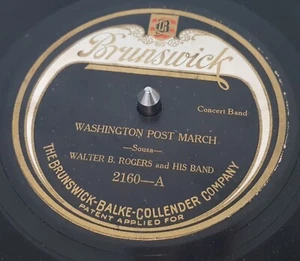 B
Brunswick
Concert Band
WASHINGTON POST MARCH
—Sousa—
WALTER B. ROGERS and HIS BAND
2160—A
THE BRUNSWICK-BALKE-COLLENDER COMPANY
PATENT APPLIED FOR